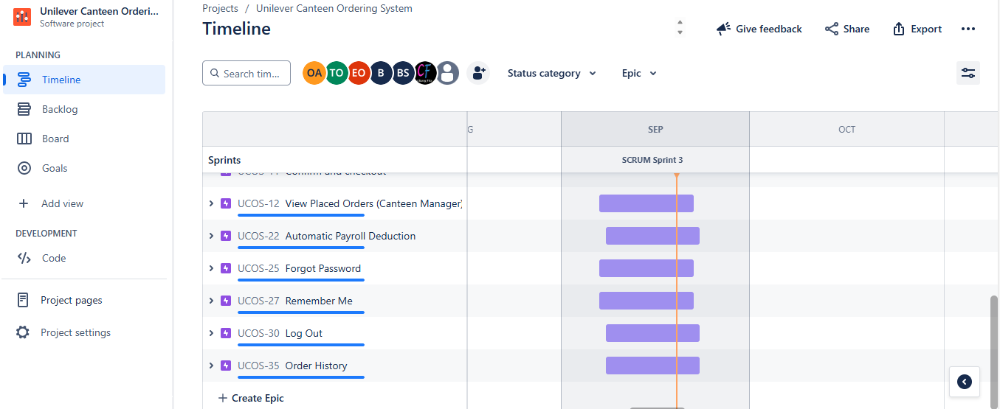 Unilever Canteen Orderi...
Software project
PLANNING
Timeline
Backlog
Board
Goals
Add view
DEVELOPMENT
Code
Project pages
Project settings
Projects / Unilever Canteen Ordering System
Timeline
Give feedback
Share
Export
Search tim...
OA TO EO B BS CF
Status category
Epic
G
SEP
OCT
Sprints
SCRUM Sprint 3
Confirm and checkout
UCOS-12 View Placed Orders (Canteen Manager)
UCOS-22 Automatic Payroll Deduction
UCOS-25 Forgot Password
UCOS-27 Remember Me
UCOS-30 Log Out
UCOS-35 Order History
Create Epic